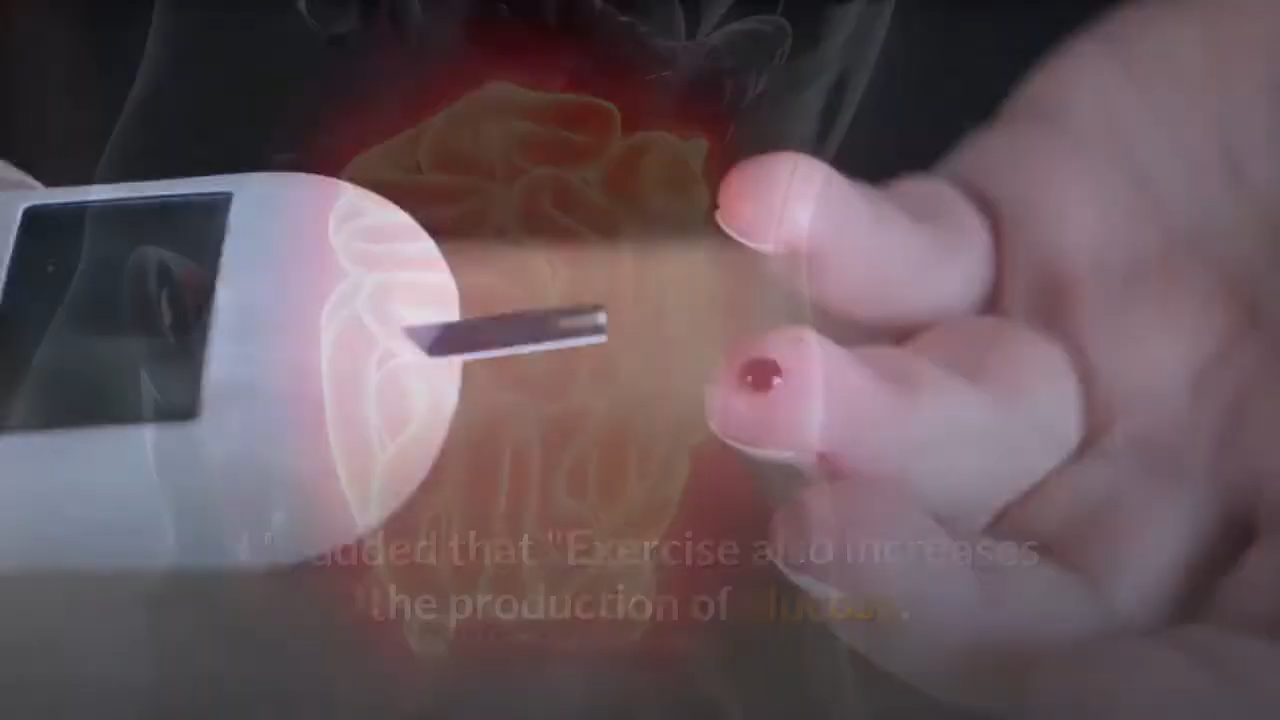 added that "Exercise also increases
the production of